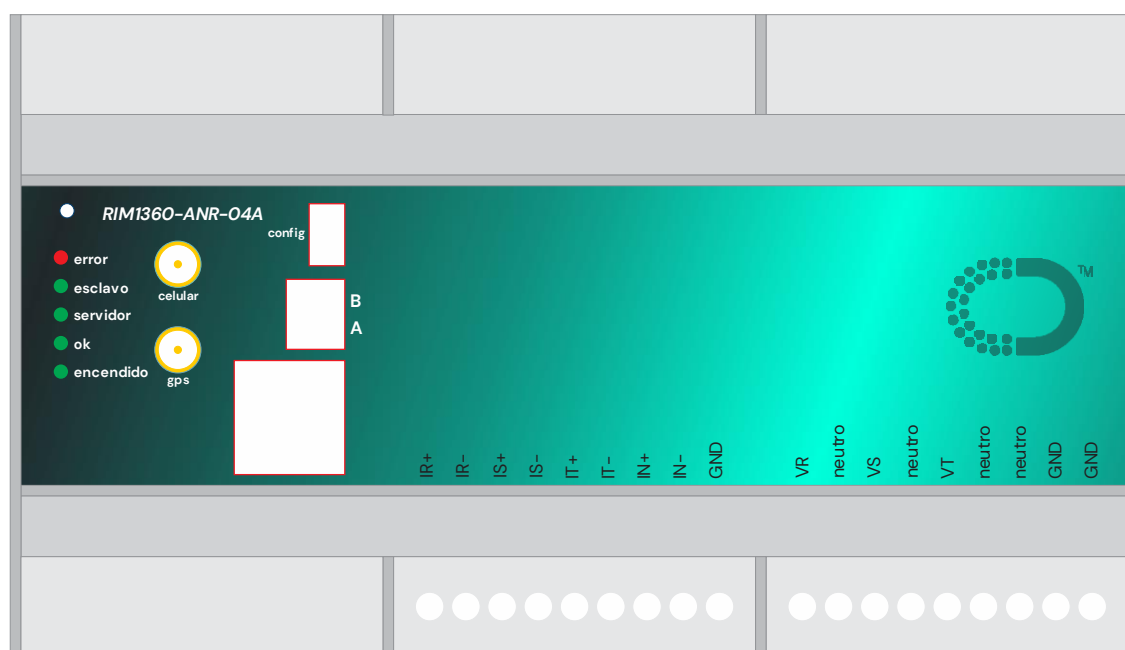 RIM1360-ANR-04A
config
error
esclavo
servidor
ok
encendido
celular
gps
B
A
TM
IR+
IR-
IS+
IS-
IT+
IT-
IN+
IN-
GND
VR
neutro
VS
neutro
VT
neutro
neutro
GND
GND